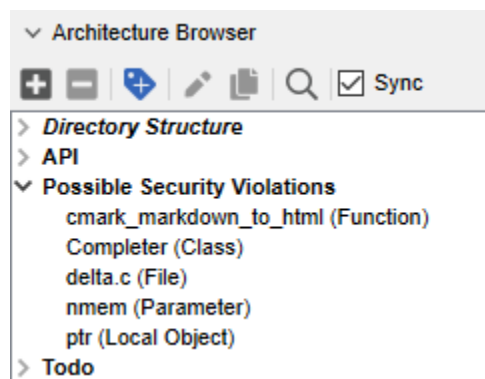 Architecture Browser
Sync
Directory Structure
API
Possible Security Violations
cmark_markdown_to_html (Function)
Completer (Class)
delta.c (File)
nmem (Parameter)
ptr (Local Object)
Todo